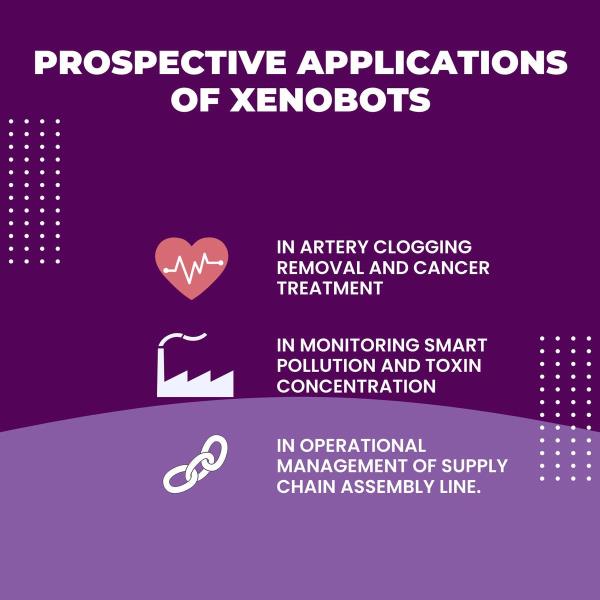 PROSPECTIVE APPLICATIONS
OF XENOBOTS
IN ARTERY CLOGGING
REMOVAL AND CANCER
TREATMENT
IN MONITORING SMART
POLLUTION AND TOXIN
CONCENTRATION
IN OPERATIONAL
MANAGEMENT OF SUPPLY
CHAIN ASSEMBLY LINE.